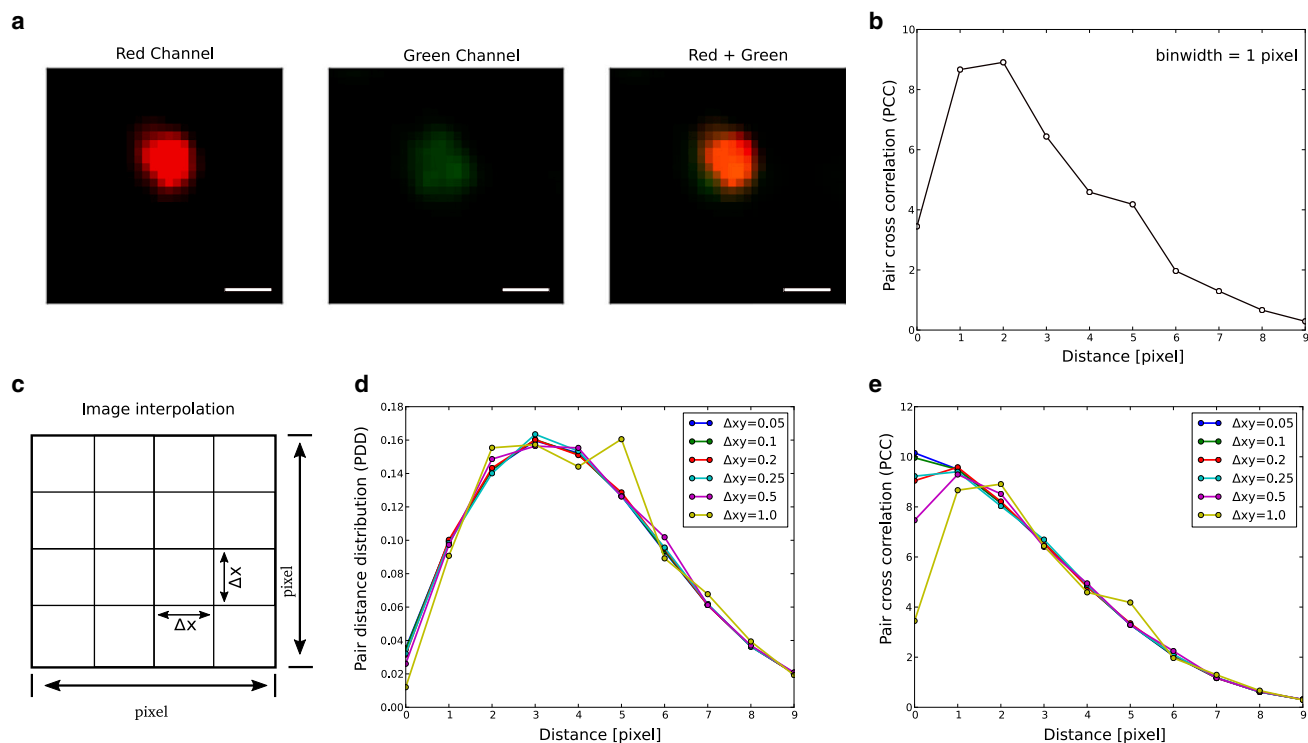 a
Red Channel
Green Channel
Red + Green
b
binwidth = 1 pixel
Pair cross correlation (PCC)
10
8
6
4
2
0
0 1 2 3 4 5 6 7 8 9
Distance [pixel]
c
Image interpolation
Δx
Δx
pixel
pixel
d
Pair distance distribution (PDD)
0.18
0.16
0.14
0.12
0.10
0.08
0.06
0.04
0.02
0.00
0 1 2 3 4 5 6 7 8 9
Distance [pixel]
Δxy=0.05
Δxy=0.1
Δxy=0.2
Δxy=0.25
Δxy=0.5
Δxy=1.0
e
Pair cross correlation (PCC)
12
10
8
6
4
2
0
0 1 2 3 4 5 6 7 8 9
Distance [pixel]
Δxy=0.05
Δxy=0.1
Δxy=0.2
Δxy=0.25
Δxy=0.5
Δxy=1.0